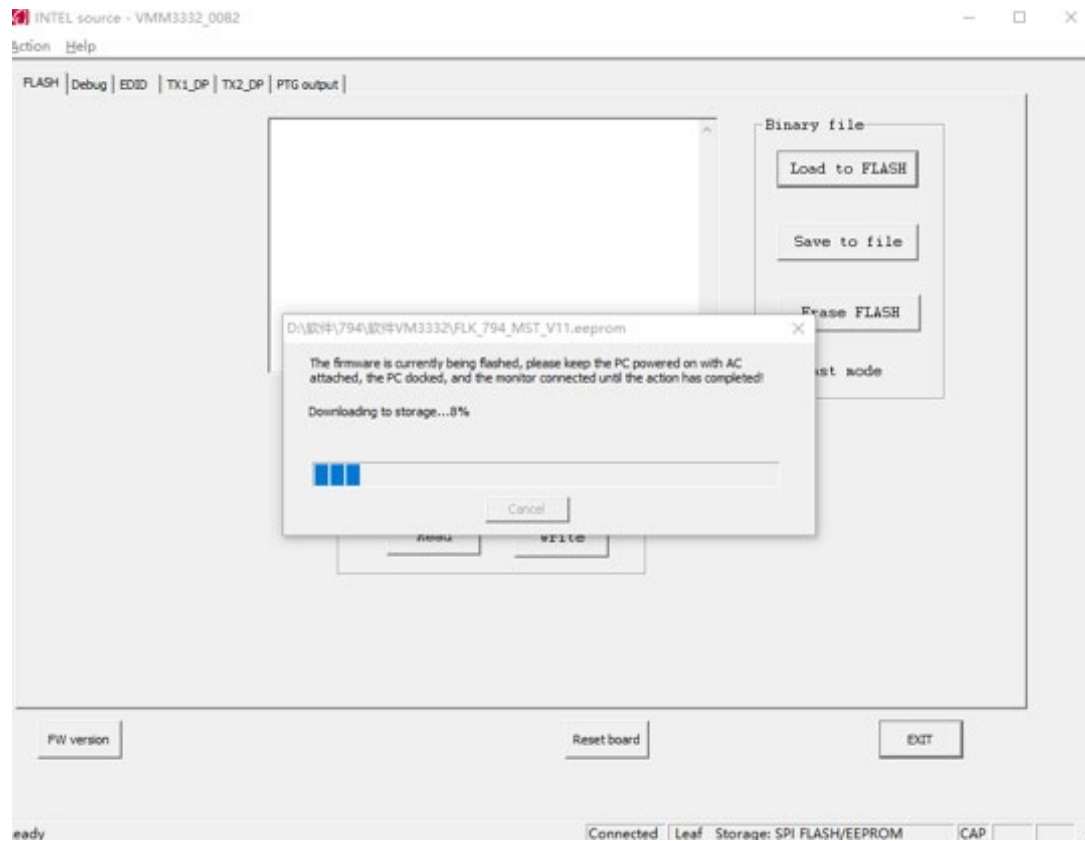 INTEL source - VMM3332_0082
Action Help
FLASH Debug EDID TX1_DP TX2_DP PTG output
Binary file
Load to FLASH
Save to file
Erase FLASH
D:\软件\794\软件VM3332\FLK_794_MST_V11.eeprom
The firmware is currently being flashed, please keep the PC powered on with AC
attached, the PC docked, and the monitor connected until the action has completed!
ast mode
Downloading to storage...8%
Cancel
Read Write
FW version Reset board EXIT
eady Connected Leaf Storage: SPI FLASH/EEPROM CAP